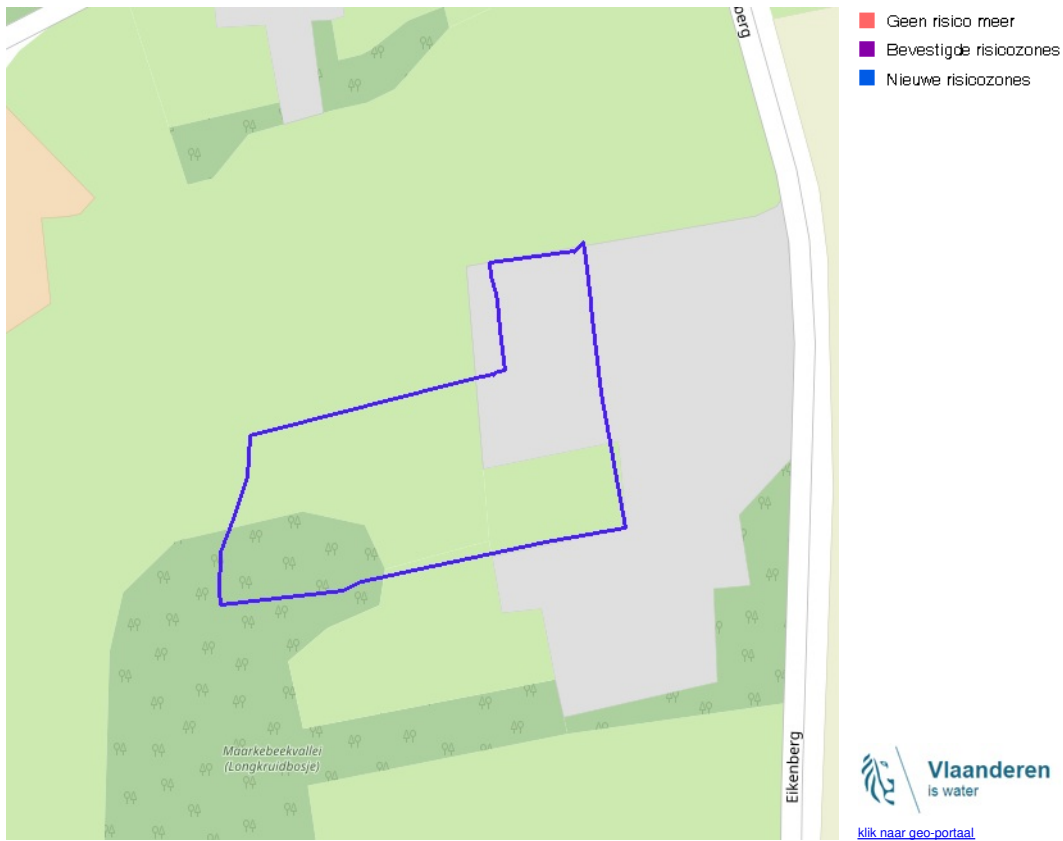 berg
Geen risico meer
Bevestigde risicozones
Nieuwe risicozones
Maarkebeekvallei
(Longkruidbosje)
Eikenberg
Vlaanderen
is water
klik naar geo-portaal